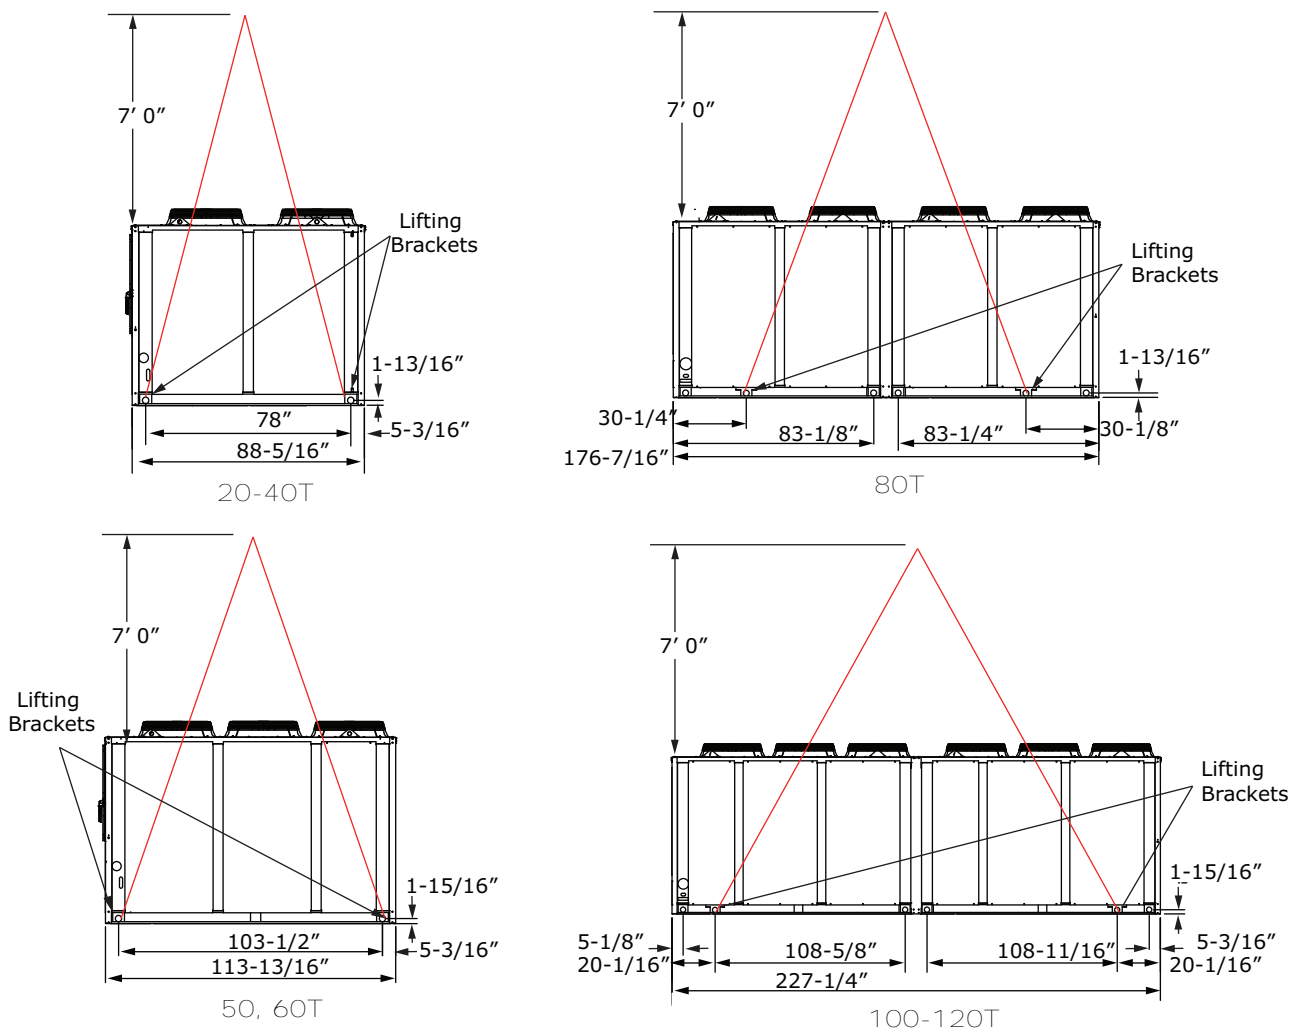 7’ 0”
Lifting
Brackets
1-13/16”
78”
5-3/16”
88-5/16”
20-40T
7’ 0”
Lifting
Brackets
1-13/16”
30-1/4”
83-1/8”
83-1/4”
30-1/8”
176-7/16”
80T
7’ 0”
Lifting
Brackets
1-15/16”
103-1/2”
5-3/16”
113-13/16”
50, 60T
7’ 0”
Lifting
Brackets
1-15/16”
5-1/8”
108-5/8”
108-11/16”
5-3/16”
20-1/16”
20-1/16”
227-1/4”
100-120T